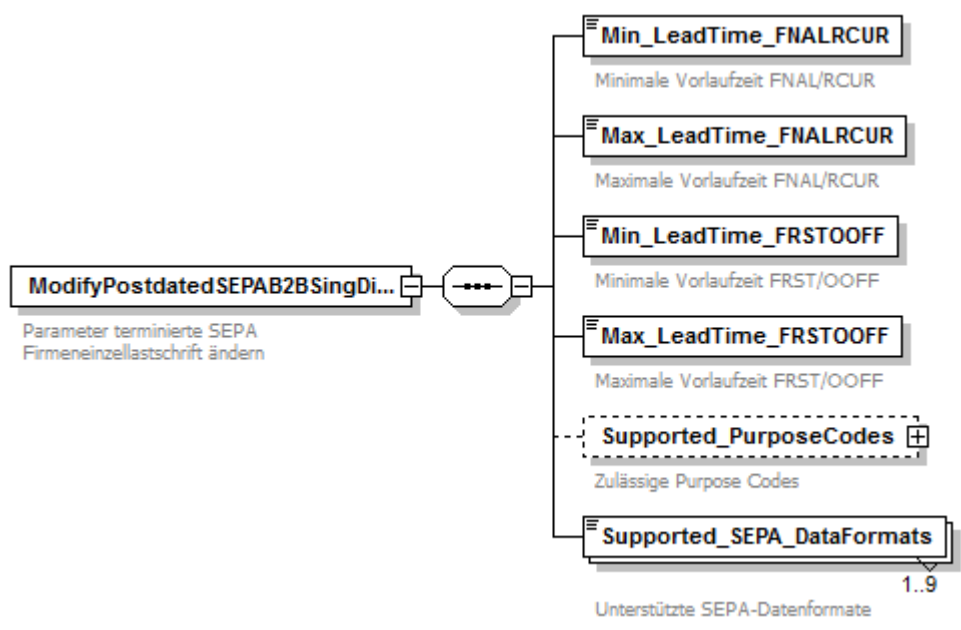 Min_LeadTime_FNALRCUR
Minimale Vorlaufzeit FNAL/RCUR
Max_LeadTime_FNALRCUR
Maximale Vorlaufzeit FNAL/RCUR
Min_LeadTime_FRSTOOFF
Minimale Vorlaufzeit FRST/OOFF
ModifyPostdatedSEPAB2BSingDi...
Parameter terminierte SEPA
Firmeneinzellastschrift ändern
Max_LeadTime_FRSTOOFF
Maximale Vorlaufzeit FRST/OOFF
Supported_PurposeCodes
Zulässige Purpose Codes
Supported_SEPA_DataFormats
1..9
Unterstützte SEPA-Datenformate